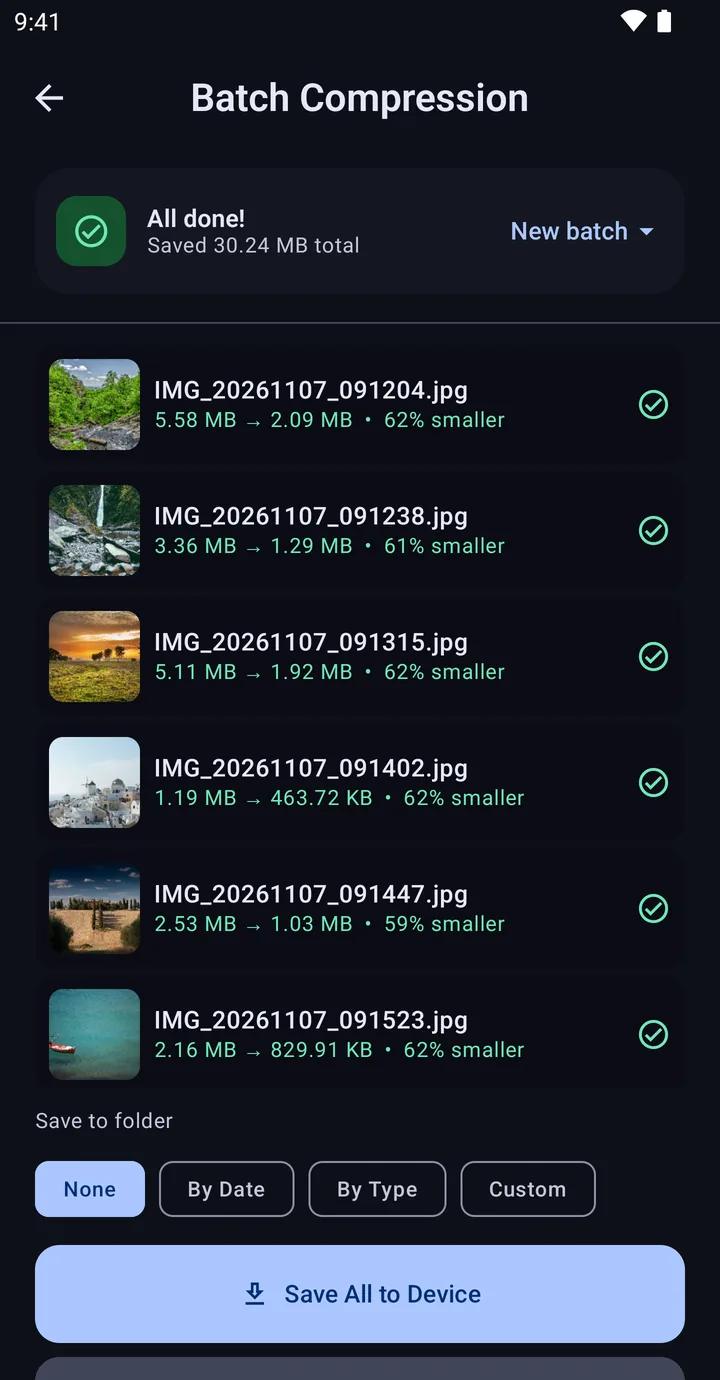 9:41
Batch Compression
All done!
Saved 30.24 MB total
New batch
IMG_20261107_091204.jpg
5.58 MB → 2.09 MB • 62% smaller
IMG_20261107_091238.jpg
3.36 MB → 1.29 MB • 61% smaller
IMG_20261107_091315.jpg
5.11 MB → 1.92 MB • 62% smaller
IMG_20261107_091402.jpg
1.19 MB → 463.72 KB • 62% smaller
IMG_20261107_091447.jpg
2.53 MB → 1.03 MB • 59% smaller
IMG_20261107_091523.jpg
2.16 MB → 829.91 KB • 62% smaller
Save to folder
None
By Date
By Type
Custom
Save All to Device